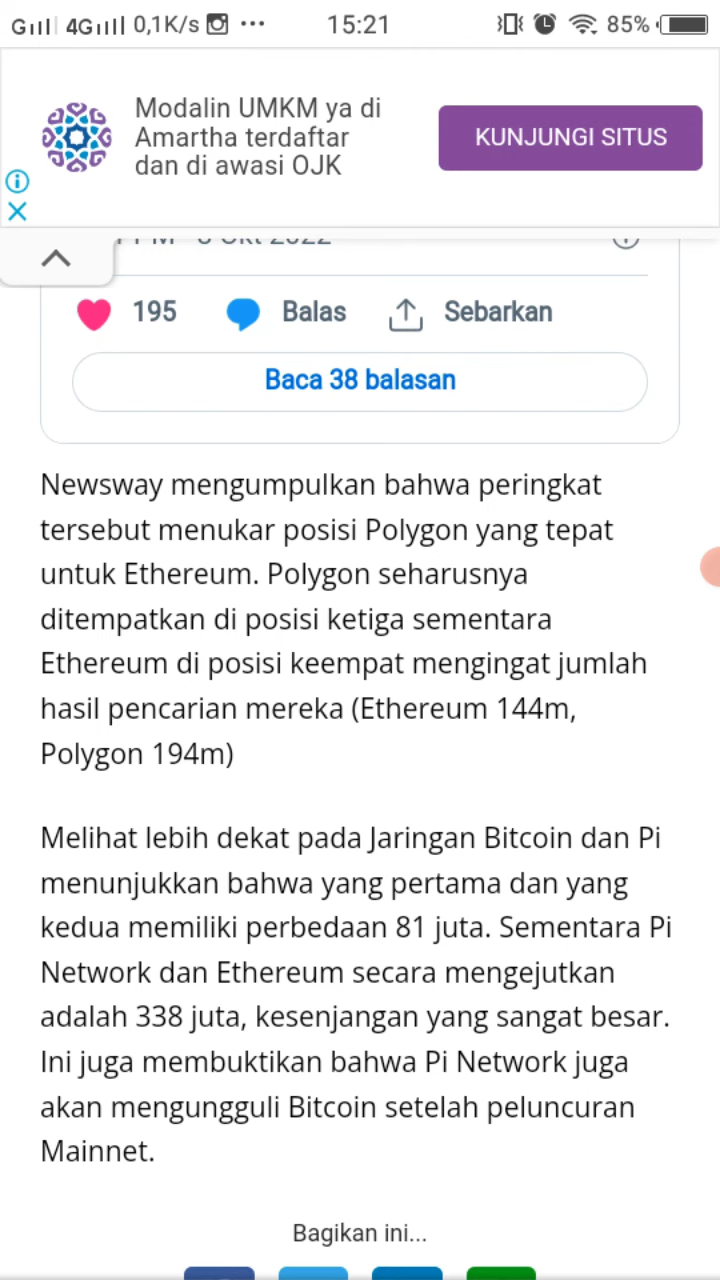 4G 0,1K/s ... 15:21 85%
Modalin UMKM ya di
Amartha terdaftar
dan di awasi OJK
KUNJUNGI SITUS
195 Balas Sebarkan
Baca 38 balasan
Newsway mengumpulkan bahwa peringkat
tersebut menukar posisi Polygon yang tepat
untuk Ethereum. Polygon seharusnya
ditempatkan di posisi ketiga sementara
Ethereum di posisi keempat mengingat jumlah
hasil pencarian mereka (Ethereum 144m,
Polygon 194m)
Melihat lebih dekat pada Jaringan Bitcoin dan Pi
menunjukkan bahwa yang pertama dan yang
kedua memiliki perbedaan 81 juta. Sementara Pi
Network dan Ethereum secara mengejutkan
adalah 338 juta, kesenjangan yang sangat besar.
Ini juga membuktikan bahwa Pi Network juga
akan mengungguli Bitcoin setelah peluncuran
Mainnet.
Bagikan ini...